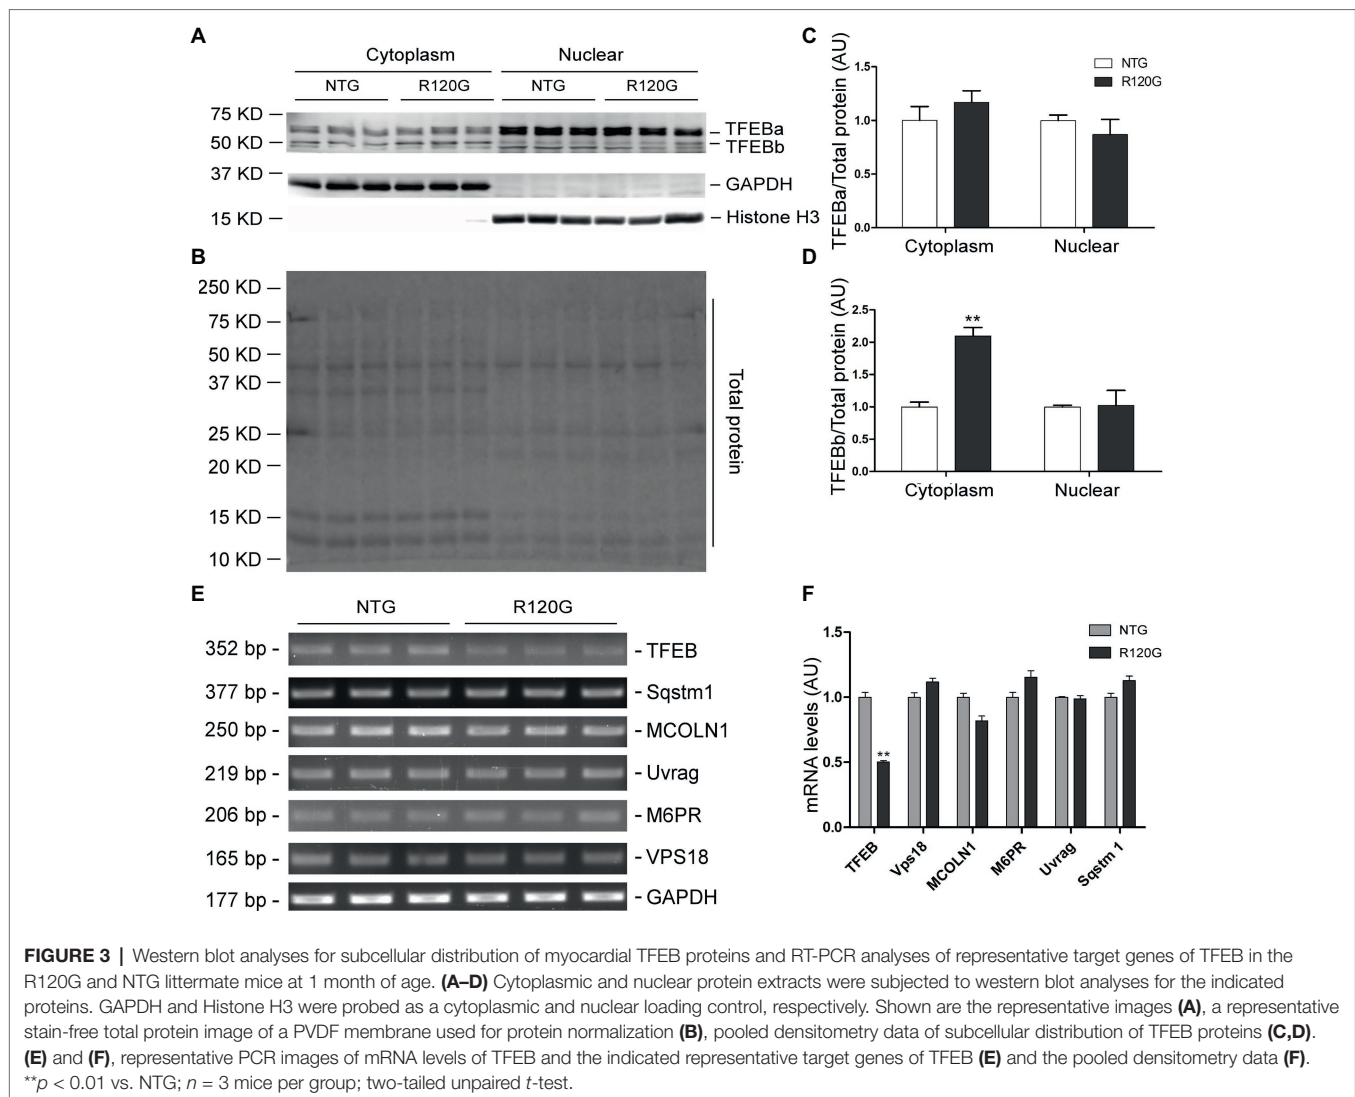 A
Cytoplasm Nuclear
NTG R120G NTG R120G
75 KD
50 KD
37 KD
15 KD
TFEBa
TFEBb
GAPDH
Histone H3
B
250 KD
75 KD
50 KD
37 KD
25 KD
20 KD
15 KD
10 KD
Total protein
C
TFEBa/Total protein (AU)
1.5
1.0
0.5
0.0
NTG
R120G
Cytoplasm Nuclear
D
TFEBb/Total protein (AU)
2.5
2.0
1.5
1.0
0.5
0.0
**
Cytoplasm Nuclear
E
NTG R120G
352 bp - - TFEB
377 bp - - Sqstm1
250 bp - - MCOLN1
219 bp - - Uvrag
206 bp - - M6PR
165 bp - - VPS18
177 bp - - GAPDH
F
mRNA levels (AU)
1.5
1.0
0.5
0.0
NTG
R120G
**
TFEB Vps18 MCOLN1 M6PR Uvrag Sqstm 1
FIGURE 3 | Western blot analyses for subcellular distribution of myocardial TFEB proteins and RT-PCR analyses of representative target genes of TFEB in the
R120G and NTG littermate mice at 1 month of age. (A–D) Cytoplasmic and nuclear protein extracts were subjected to western blot analyses for the indicated
proteins. GAPDH and Histone H3 were probed as a cytoplasmic and nuclear loading control, respectively. Shown are the representative images (A), a representative
stain-free total protein image of a PVDF membrane used for protein normalization (B), pooled densitometry data of subcellular distribution of TFEB proteins (C,D).
(E) and (F), representative PCR images of mRNA levels of TFEB and the indicated representative target genes of TFEB (E) and the pooled densitometry data (F).
**p < 0.01 vs. NTG; n = 3 mice per group; two-tailed unpaired t-test.